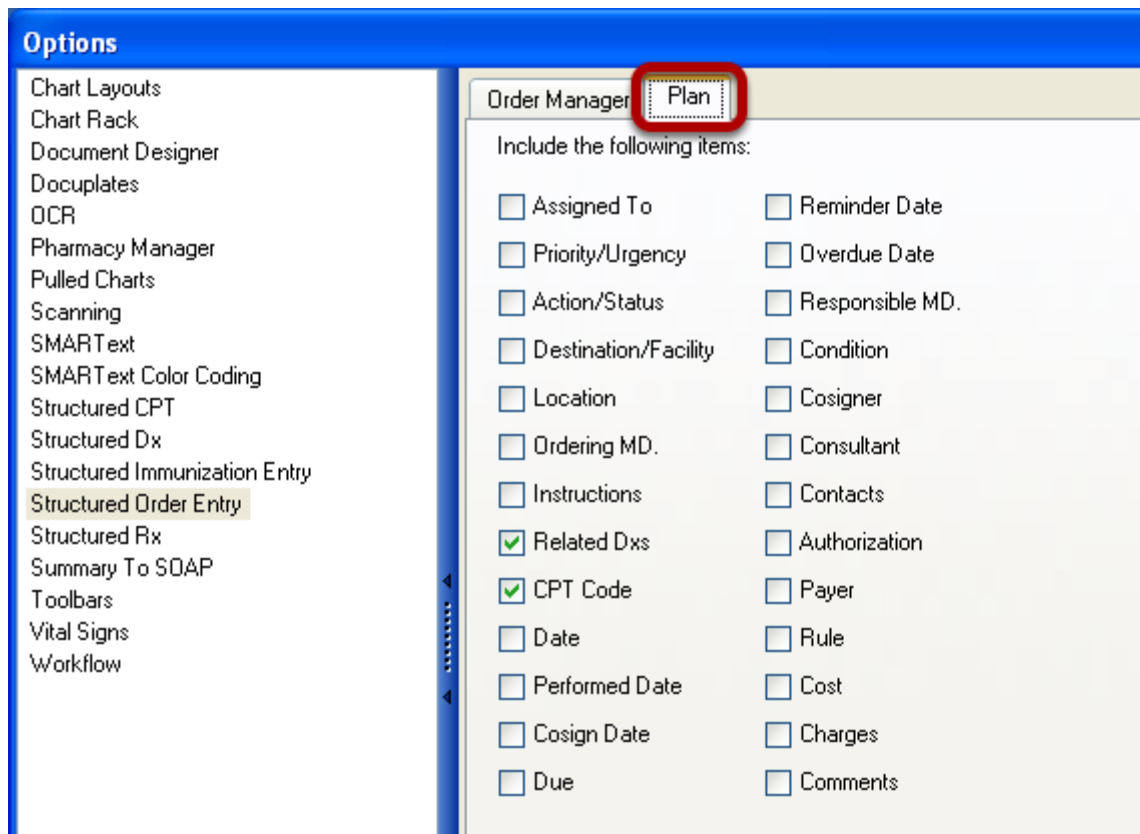 Options
Chart Layouts
Chart Rack
Document Designer
Docuplates
OCR
Pharmacy Manager
Pulled Charts
Scanning
SMARText
SMARText Color Coding
Structured CPT
Structured Dx
Structured Immunization Entry
Structured Order Entry
Structured Rx
Summary To SOAP
Toolbars
Vital Signs
Workflow
Order Manager
Plan
Include the following items:
Assigned To
Priority/Urgency
Action/Status
Destination/Facility
Location
Ordering MD.
Instructions
Related Dxs
CPT Code
Date
Performed Date
Cosign Date
Due
Reminder Date
Overdue Date
Responsible MD.
Condition
Cosigner
Consultant
Contacts
Authorization
Payer
Rule
Cost
Charges
Comments